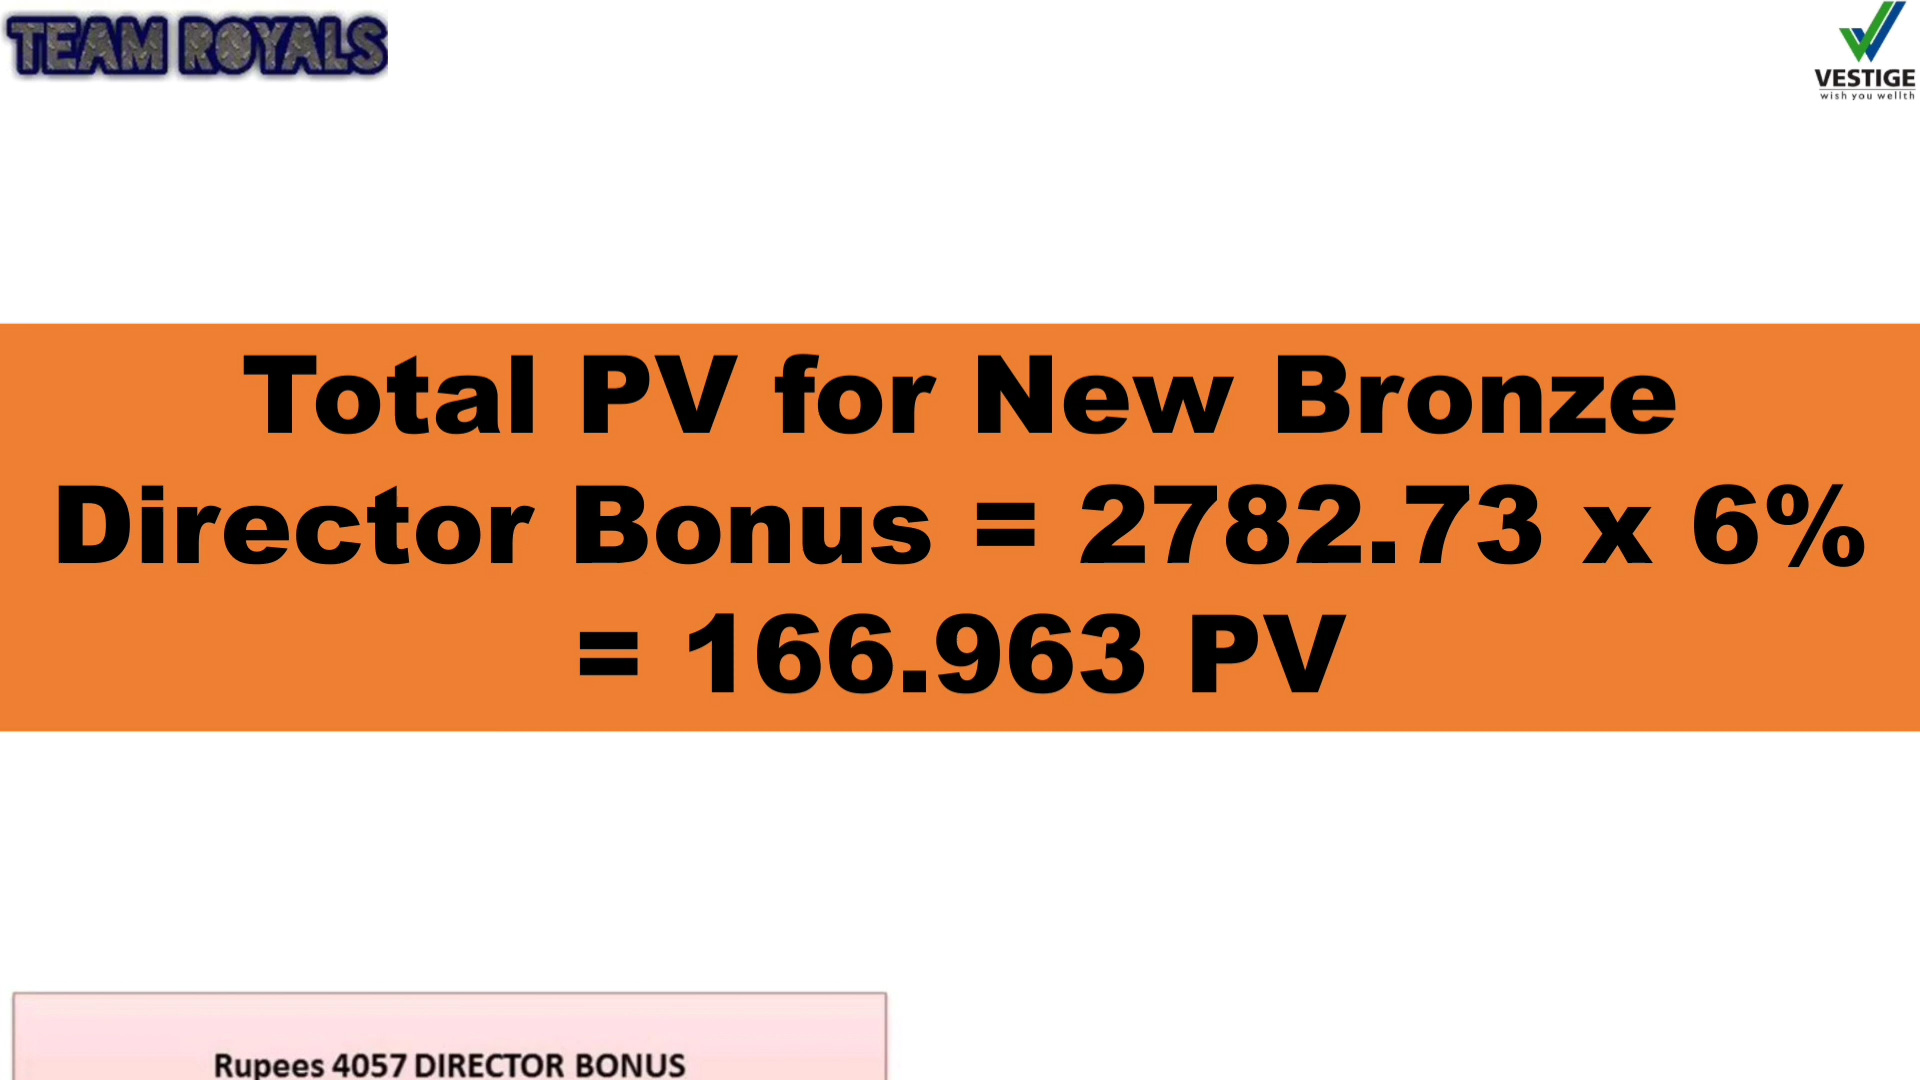 TEAM ROYALS
VESTIGE
wish you wellth
Total PV for New Bronze
Director Bonus = 2782.73 x 6%
= 166.963 PV
Rupees 4057 DIRECTOR BONUS